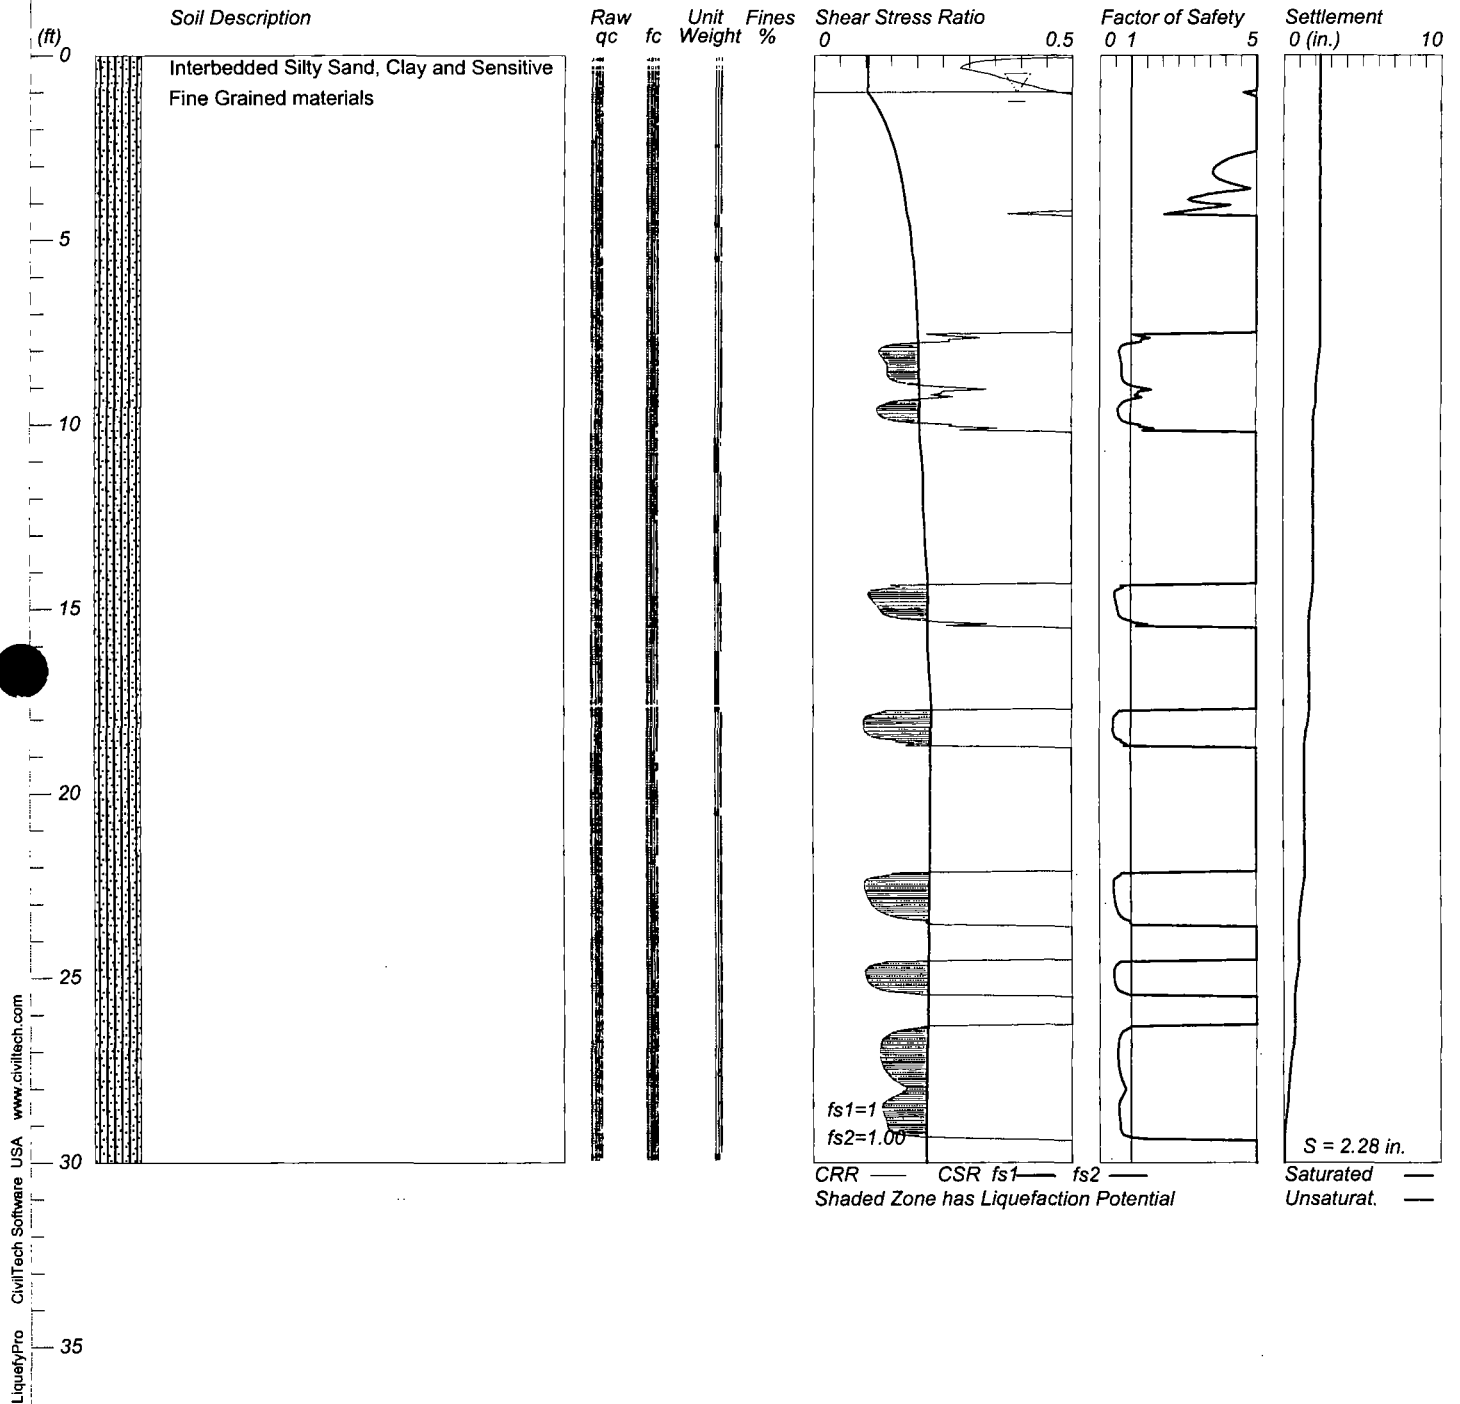 Soil Description
Raw Unit Fines Shear Stress Ratio Factor of Safety Settlement
(ft) qc fc Weight % 0 0.5 0 1 5 0 (in.) 10
0
Interbedded Silty Sand, Clay and Sensitive
Fine Grained materials
5
10
15
20
25
fs1=1
fs2=1.00
S = 2.28 in.
30
CRR CSR fs1 fs2 Saturated
Shaded Zone has Liquefaction Potential Unsaturat.
35
LiquefyPro CivilTech Software USA www.civiltech.com